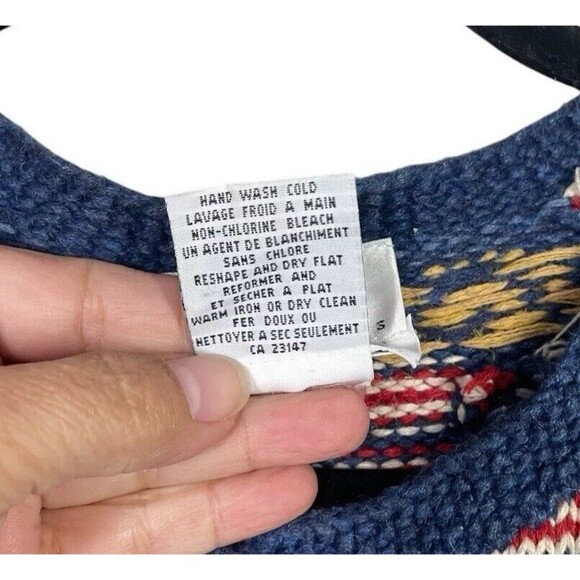 HAND WASH COLD
LAVAGE FROID A MAIN
NON-CHLORINE BLEACH
UN AGENT DE BLANCHIMENT
SANS CHLORE
RESHAPE AND DRY FLAT
REFORMER AND
ET SECHER A PLAT
WARM IRON OR DRY CLEAN
FER DOUX OU
NETTOYER A SEC SEULEMENT
CA 23147
S